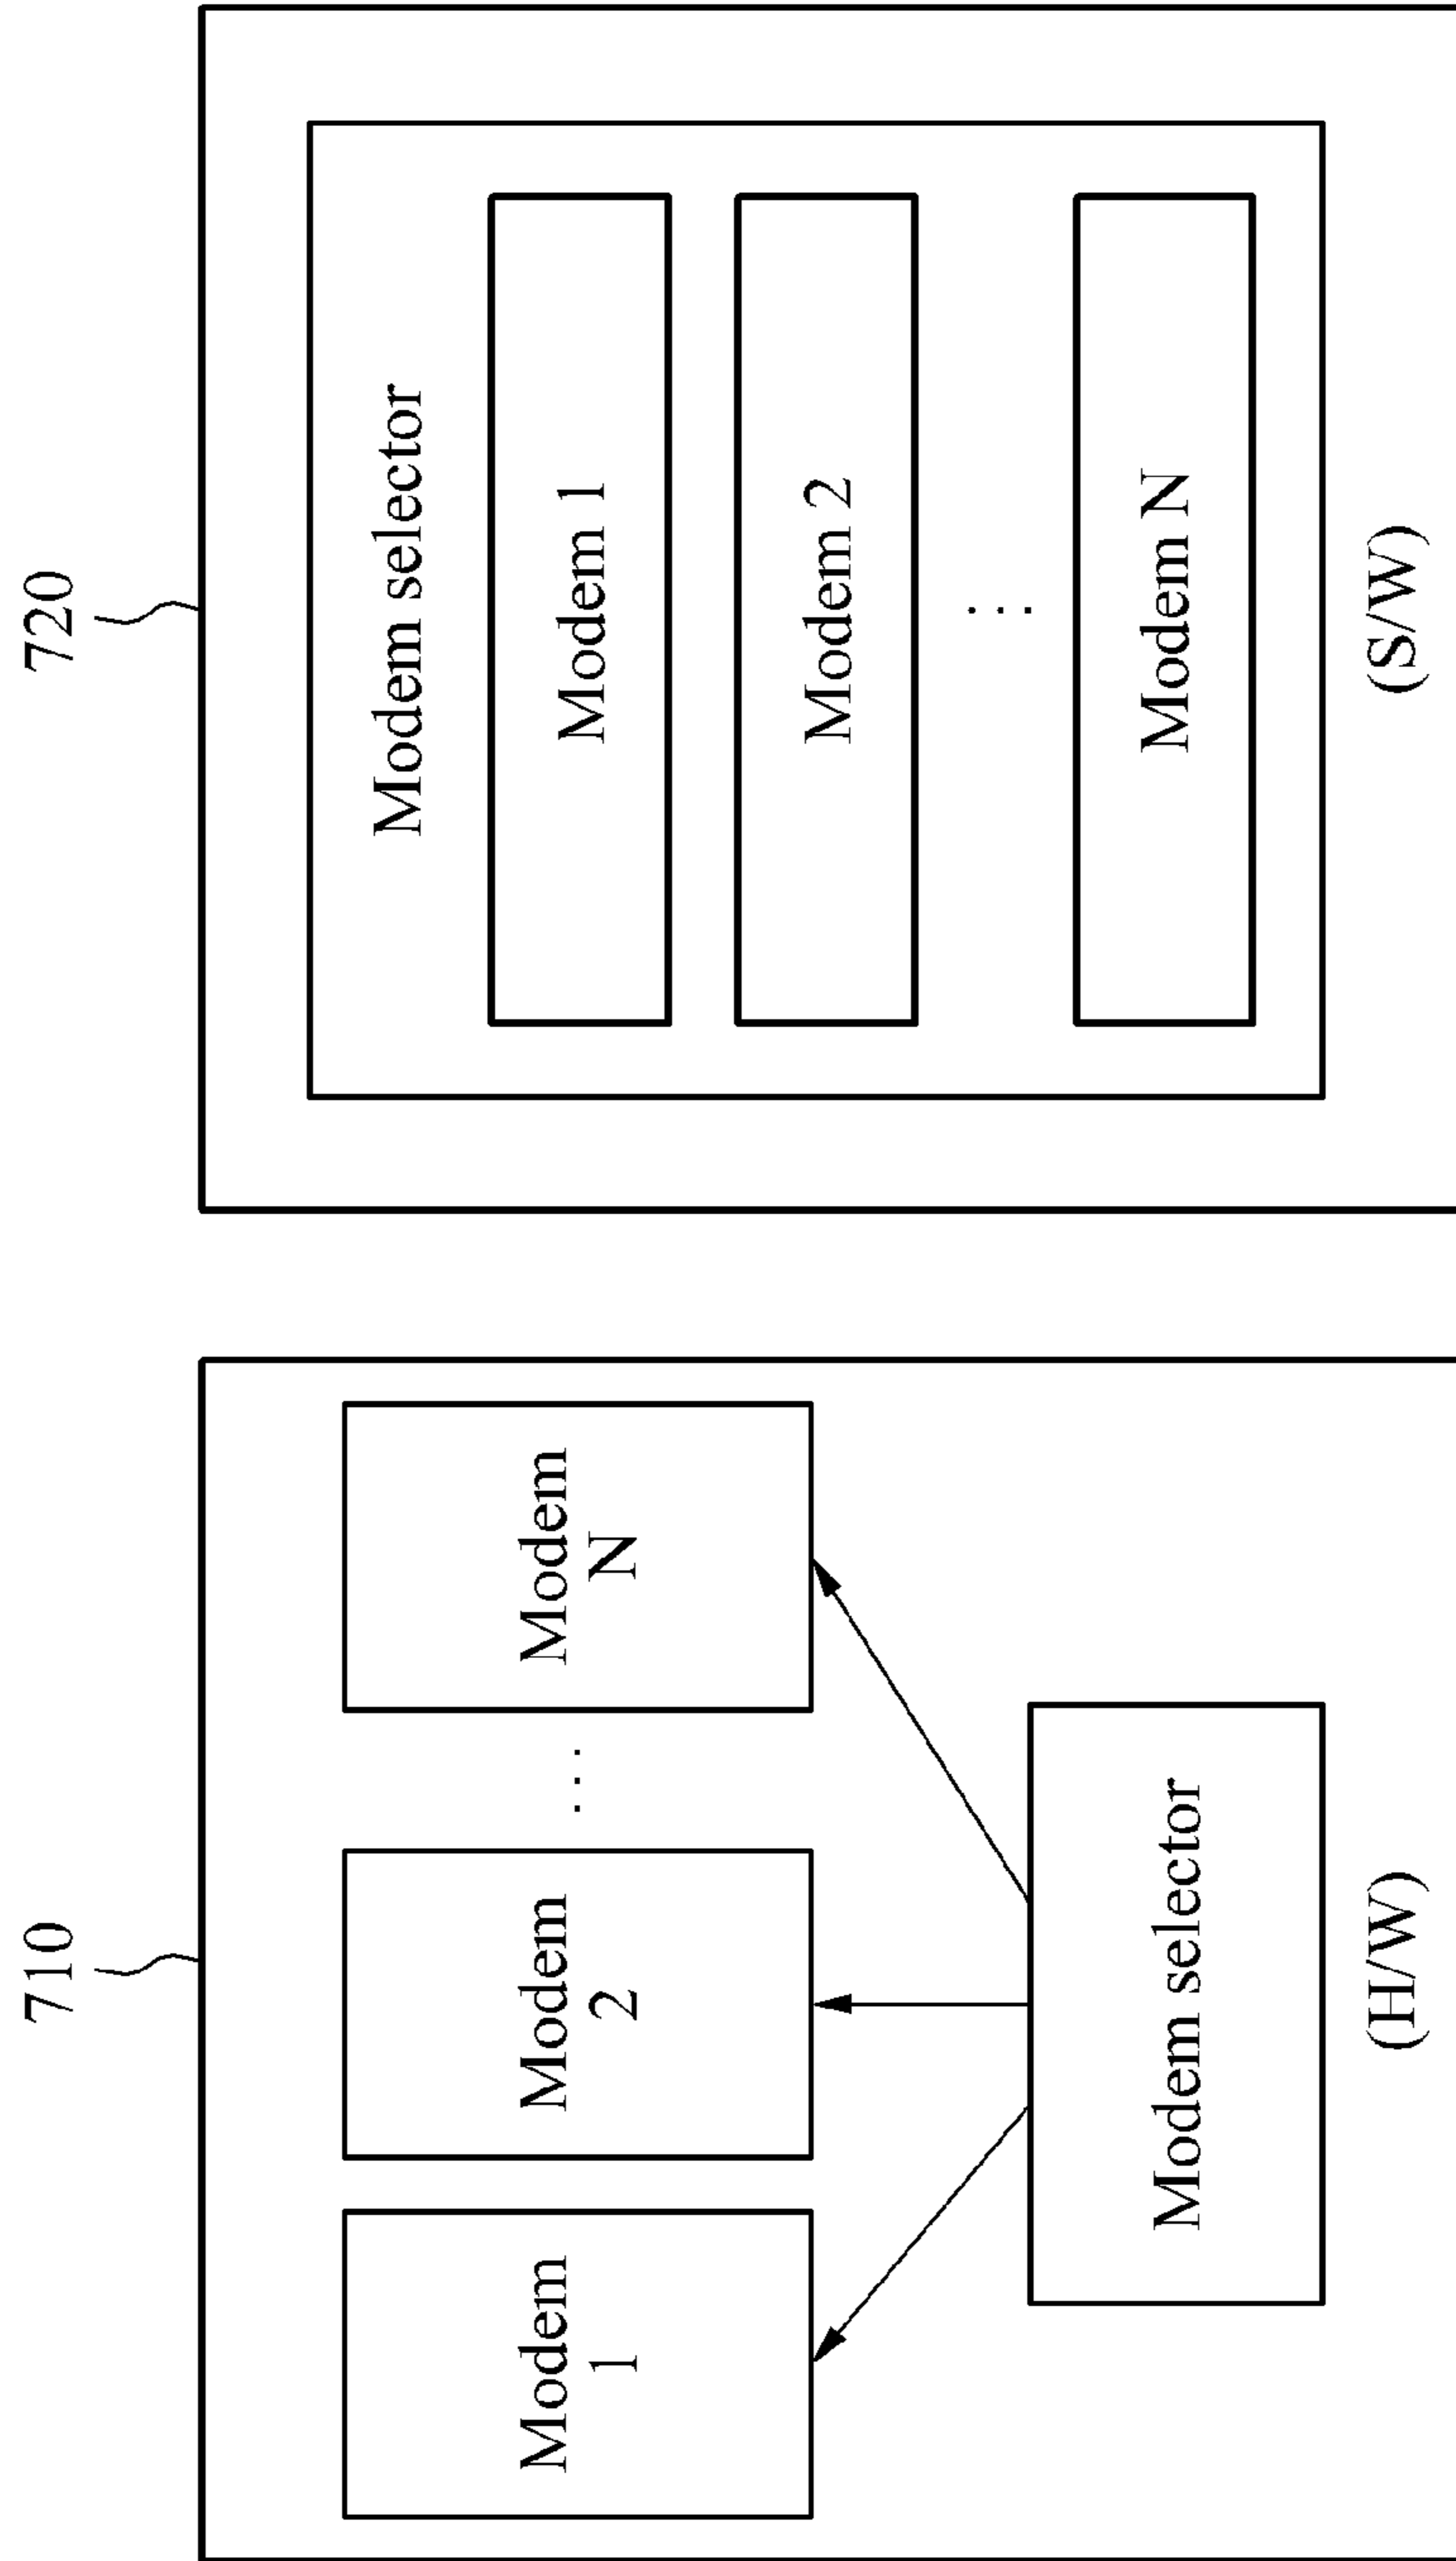 710
Modem
1
Modem
2
...
Modem
N
Modem selector
(H/W)
720
Modem selector
Modem 1
Modem 2
...
Modem N
(S/W)